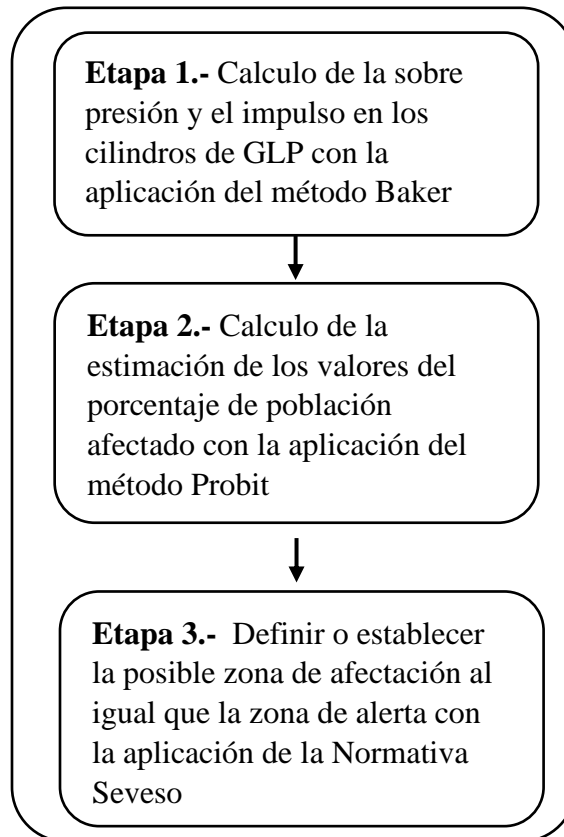 Etapa 1.- Calculo de la sobre
presión y el impulso en los
cilindros de GLP con la
aplicación del método Baker
Etapa 2.- Calculo de la
estimación de los valores del
porcentaje de población
afectado con la aplicación del
método Probit
Etapa 3.- Definir o establecer
la posible zona de afectación al
igual que la zona de alerta con
la aplicación de la Normativa
Seveso